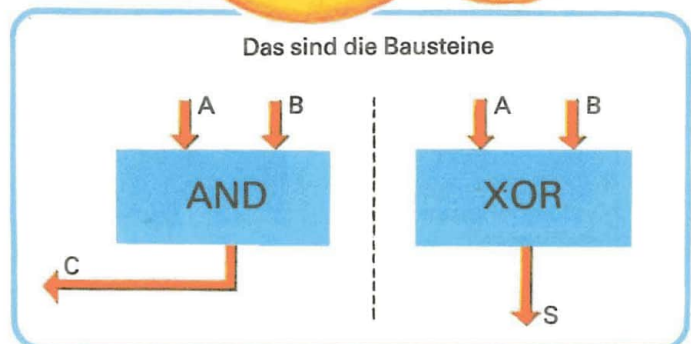 Das sind die Bausteine
A B A B
AND XOR
C
S